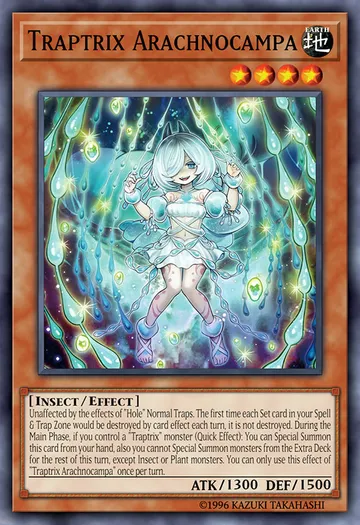 Traptrix Arachnocampa
EARTH
地
[Insect/Effect]
Unaffected by the effects of "Hole" Normal Traps. The first time each Set card in your Spell
& Trap Zone would be destroyed by card effect each turn, it is not destroyed. During the
Main Phase, if you control a "Traptrix" monster (Quick Effect): You can Special Summon
this card from your hand, also you cannot Special Summon monsters from the Extra Deck
for the rest of this turn, except Insect or Plant monsters. You can only use this effect of
"Traptrix Arachnocampa" once per turn.
ATK/1300 DEF/1500
©1996 KAZUKI TAKAHASHI